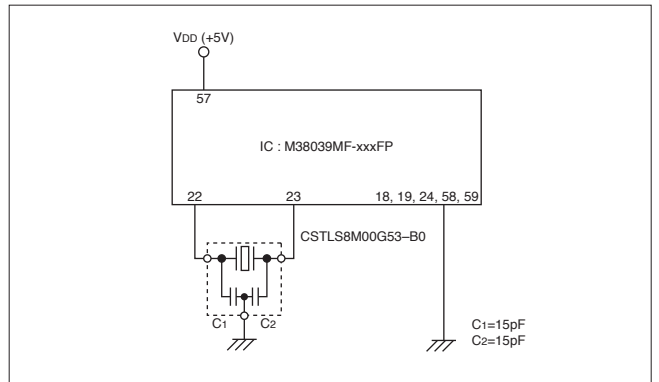 VDD (+5V)
57
IC : M38039MF-xxxFP
22
23
18, 19, 24, 58, 59
CSTLS8M00G53–B0
C1
C2
C1=15pF
C2=15pF